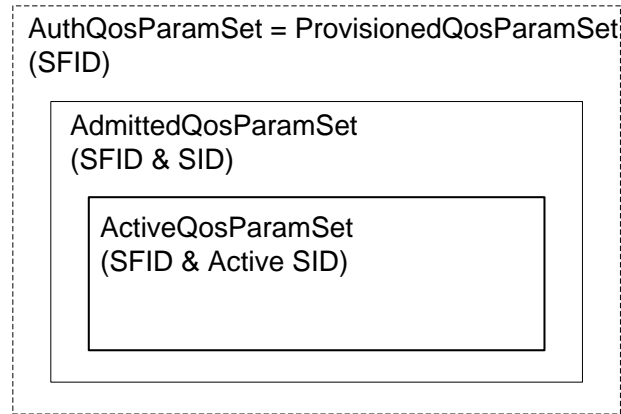 AuthQosParamSet = ProvisionedQosParamSet
(SFID)
AdmittedQosParamSet
(SFID & SID)
ActiveQosParamSet
(SFID & Active SID)